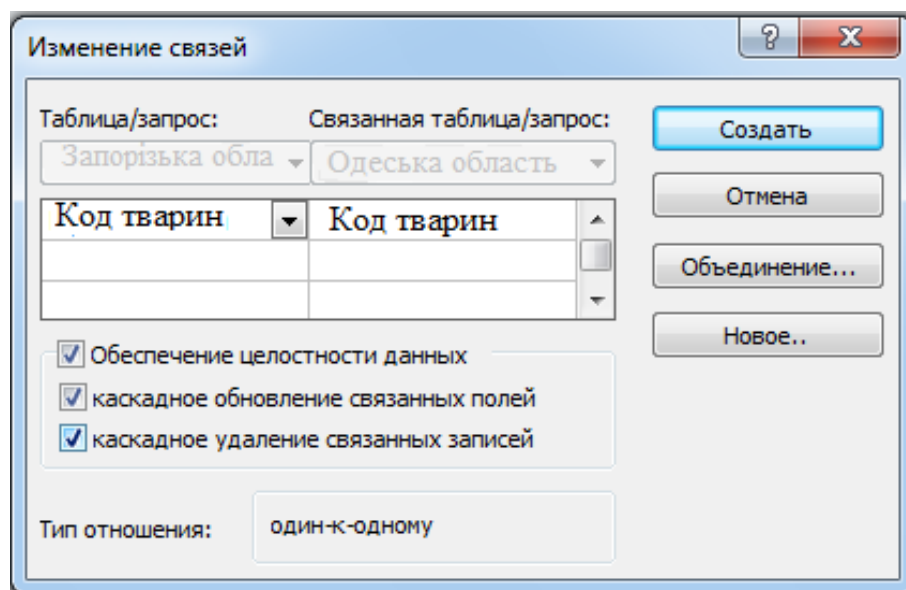 Изменение связей
Таблица/запрос: Связанная таблица/запрос:
Запорізька обла Одеська область
Код тварин Код тварин
Создать
Отмена
Объединение...
Новое..
Обеспечение целостности данных
каскадное обновление связанных полей
каскадное удаление связанных записей
Тип отношения: один-к-одному